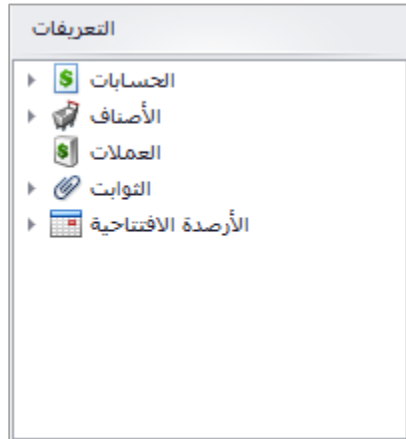 التعريفات
الحسابات
الأصناف
العملات
الثوابت
الأرصدة الافتتاحية